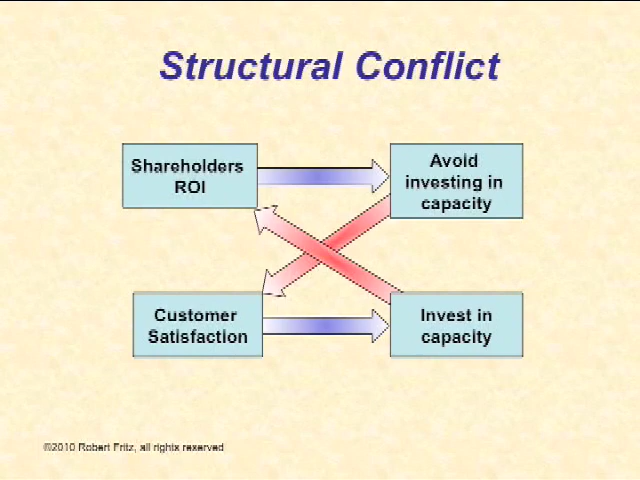 Structural Conflict
Shareholders
ROI
Avoid
investing in
capacity
Customer
Satisfaction
Invest in
capacity
©2010 Robert Fritz, all rights reserved